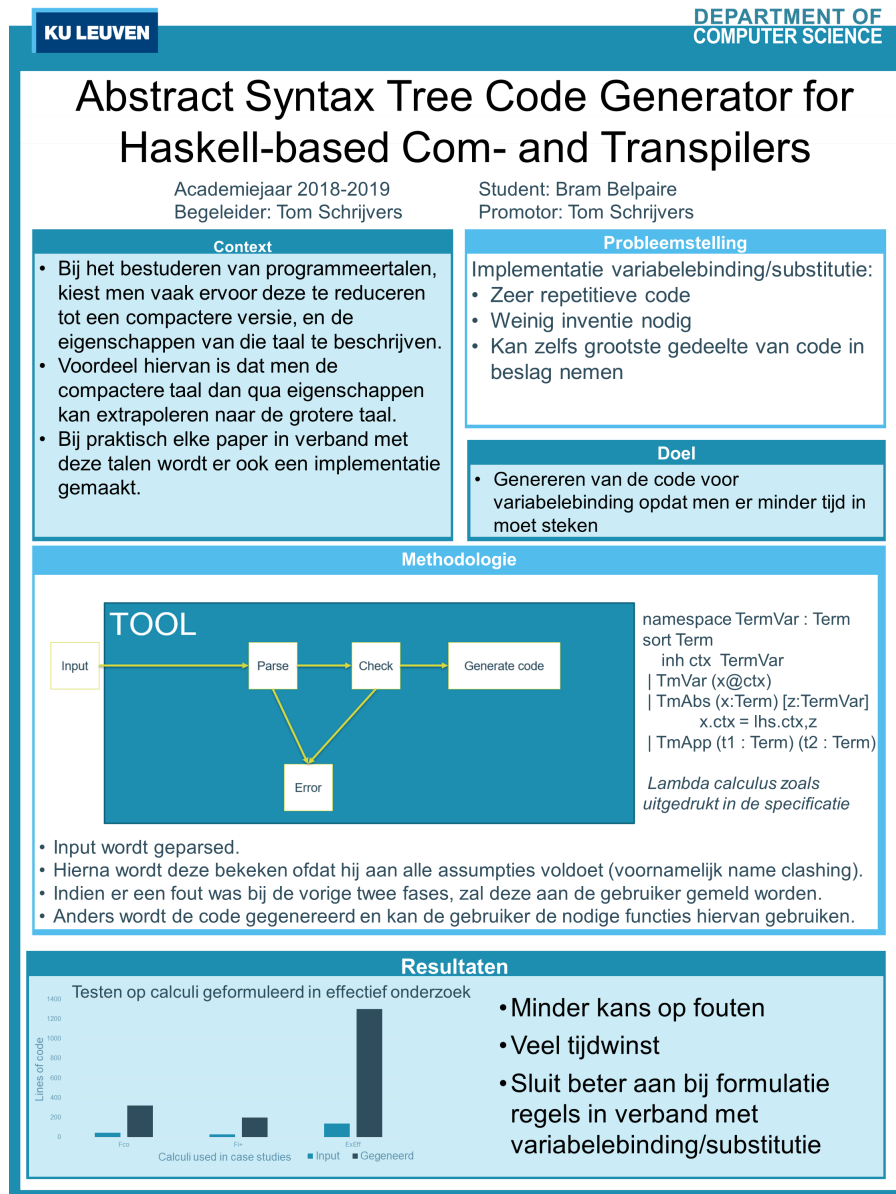 KU LEUVEN
DEPARTMENT OF
COMPUTER SCIENCE
Abstract Syntax Tree Code Generator for
Haskell-based Com- and Transpilers
Academiejaar 2018-2019
Begeleider: Tom Schrijvers
Student: Bram Belpaire
Promotor: Tom Schrijvers
Context
• Bij het bestuderen van programmeertalen,
kiest men vaak ervoor deze te reduceren
tot een compactere versie, en de
eigenschappen van die taal te beschrijven.
• Voordeel hiervan is dat men de
compactere taal dan qua eigenschappen
kan extrapoleren naar de grotere taal.
• Bij praktisch elke paper in verband met
deze talen wordt er ook een implementatie
gemaakt.
Probleemstelling
Implementatie variabelebinding/substitutie:
• Zeer repetitieve code
• Weinig inventie nodig
• Kan zelfs grootste gedeelte van code in
beslag nemen
Doel
• Genereren van de code voor
variabelebinding opdat men er minder tijd in
moet steken
Methodologie
TOOL
Input
Parse
Check
Generate code
Error
namespace TermVar : Term
sort Term
inh ctx TermVar
| TmVar (x@ctx)
| TmAbs (x:Term) [z:TermVar]
x.ctx = lhs.ctx,z
| TmApp (t1 : Term) (t2 : Term)
Lambda calculus zoals
uitgedrukt in de specificatie
• Input wordt geparsed.
• Hierna wordt deze bekeken ofdat hij aan alle assumpties voldoet (voornamelijk name clashing).
• Indien er een fout was bij de vorige twee fases, zal deze aan de gebruiker gemeld worden.
• Anders wordt de code gegenereerd en kan de gebruiker de nodige functies hiervan gebruiken.
Resultaten
Testen op calculi geformuleerd in effectief onderzoek
Lines of code
1400
1200
1000
800
600
400
200
0
Fco
Fi+
ExEff
Calculi used in case studies
Input
Gegeneerd
• Minder kans op fouten
• Veel tijdwinst
• Sluit beter aan bij formulatie
regels in verband met
variabelebinding/substitutie